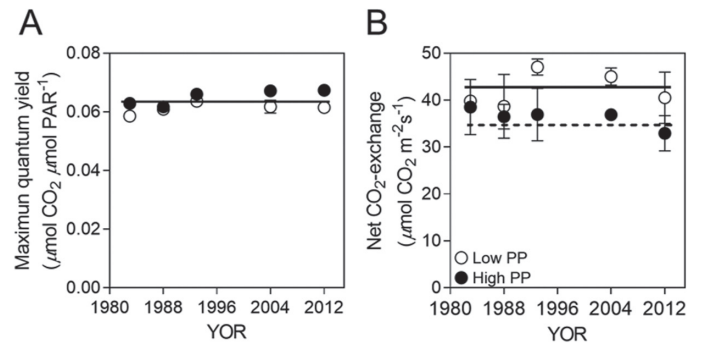 A
B
Maximun quantum yield
(μmol CO₂ μmol PAR⁻¹)
0.08
0.06
0.04
0.02
0.00
1980 1988 1996 2004 2012
YOR
Net CO₂-exchange
(μmol CO₂ m⁻²s⁻¹)
50
40
30
20
10
0
Low PP
High PP
1980 1988 1996 2004 2012
YOR